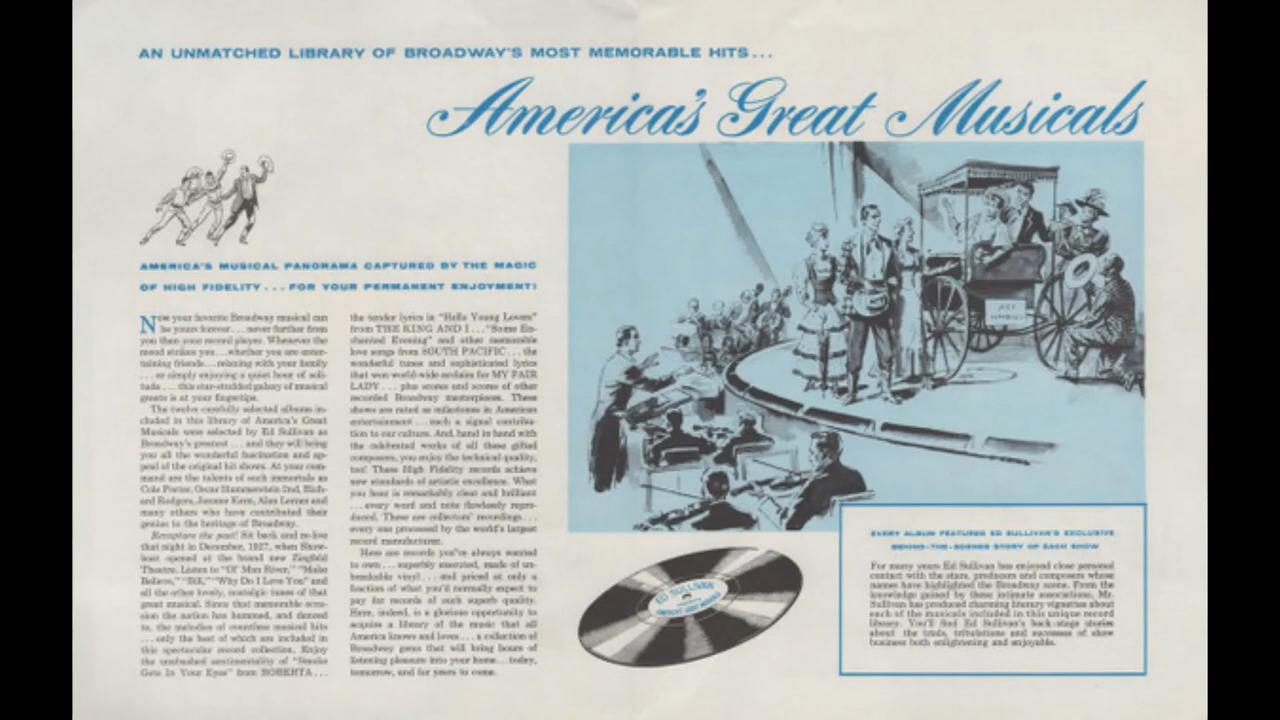 AN UNMATCHED LIBRARY OF BROADWAY'S MOST MEMORABLE HITS...
America's Great Musicals
AMERICA'S MUSICAL PANORAMA CAPTURED BY THE MAGIC
OF HIGH FIDELITY... FOR YOUR PERMANENT ENJOYMENT!
Now your favorite Broadway musical can
be yours forever... never further from
you than your record player. Whenever the
mood strikes you... whether you are enter-
taining friends... relaxing with your family
... or simply enjoying a quiet hour of soli-
tude... this star-studded galaxy of musical
greats is at your fingertips.
The twelve carefully selected albums in-
cluded in this library of America's Great
Musicals were selected by Ed Sullivan as
Broadway's greatest... and they will bring
you all the wonderful fascination and ap-
peal of the original hit shows. At your com-
mand are the talents of such immortals as
Cole Porter, Oscar Hammerstein 2nd, Rich-
ard Rodgers, Jerome Kern, Alan Lerner and
many others who have contributed their
genius to the heritage of Broadway.
Recapture the past! Sit back and re-live
that night in December, 1927, when Show-
boat opened at the brand new Ziegfeld
Theatre. Listen to "Ol' Man River," "Make
Believe," "Bill," "Why Do I Love You" and
all the other lovely, nostalgic tunes of that
great musical. Since that memorable occa-
sion the nation has hummed, and danced
to, the melodies of countless musical hits
... only the best of which are included in
this spectacular record collection. Enjoy
the unabashed sentimentality of "Smoke
Gets In Your Eyes" from ROBERTA...
the tender lyrics in "Hello Young Lovers"
from THE KING AND I... "Some En-
chanted Evening" and other memorable
love songs from SOUTH PACIFIC... the
wonderful tunes and sophisticated lyrics
that won world-wide acclaim for MY FAIR
LADY... plus scores and scores of other
recorded Broadway masterpieces. These
shows are rated as milestones in American
entertainment... each a signal contribu-
tion to our culture. And, hand in hand with
the celebrated works of all these gifted
composers, you enjoy the technical quality,
too! These High Fidelity records achieve
new standards of artistic excellence. What
you hear is remarkably clear and brilliant
... every word and note flawlessly repro-
duced. These are collectors' recordings...
every one processed by the world's largest
record manufacturer.
Here are records you've always wanted
to own... superbly executed, made of un-
breakable vinyl... and priced at only a
fraction of what you'd normally expect to
pay for records of such superb quality.
Here, indeed, is a glorious opportunity to
acquire a library of the music that all
America knows and loves... a collection of
Broadway gems that will bring hours of
listening pleasure into your home... today,
tomorrow, and for years to come.
JUST
MARRIED
ED SULLIVAN
EVERY ALBUM FEATURES ED SULLIVAN'S EXCLUSIVE
BEHIND-THE-SCENES STORY OF EACH SHOW
For many years Ed Sullivan has enjoyed close personal
contact with the stars, producers and composers whose
names have highlighted the Broadway scene. From the
knowledge gained by these intimate associations, Mr.
Sullivan has produced charming literary vignettes about
each of the musicals included in this unique record
library. You'll find Ed Sullivan's back-stage stories
about the trials, tribulations and successes of show
business both enlightening and enjoyable.